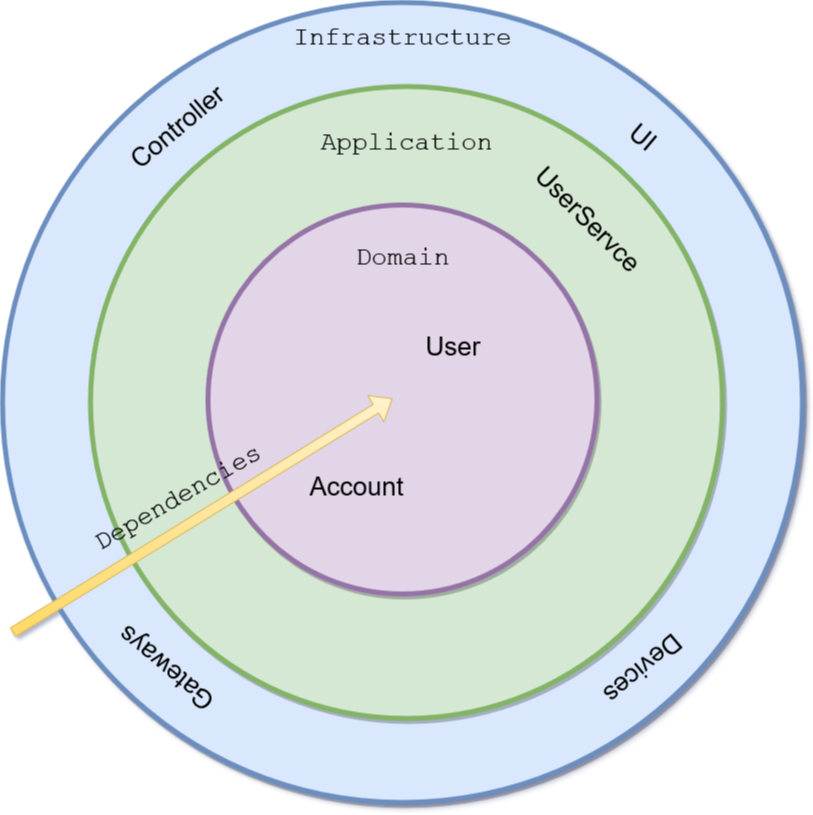 Infrastructure
Controller
UI
Application
UserServce
Domain
User
Account
Dependencies
Gateways
Devices